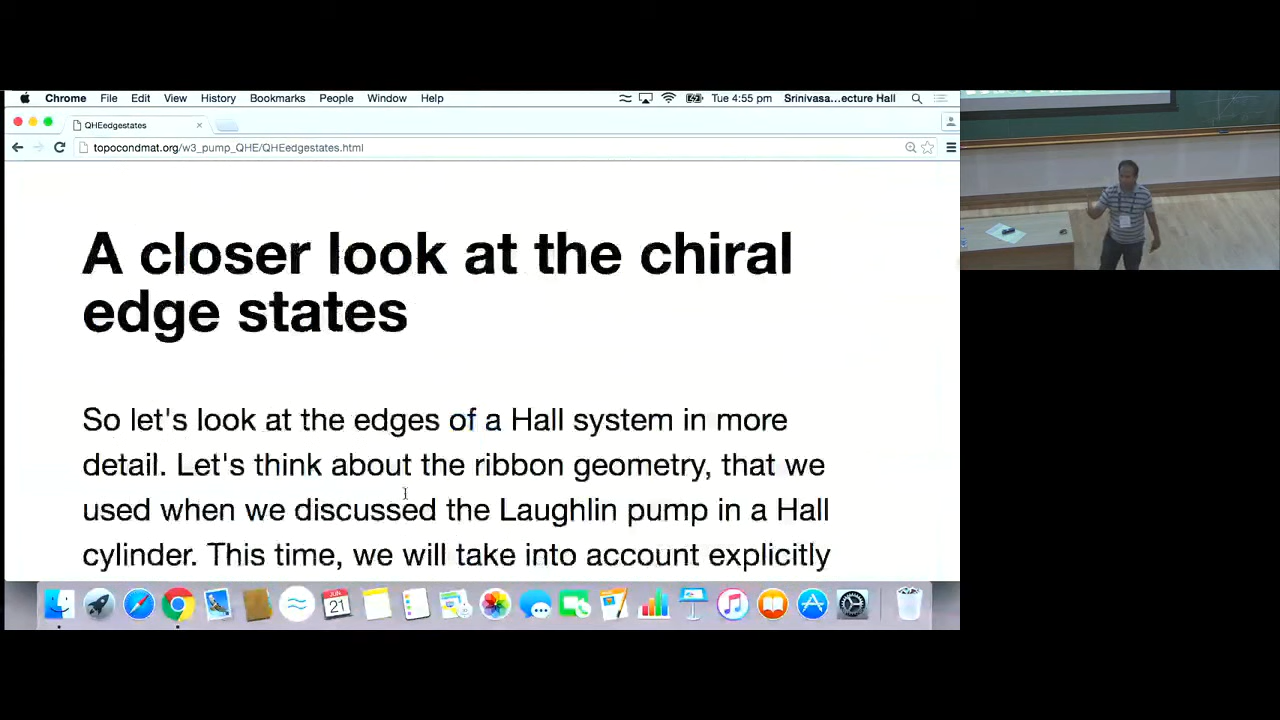 Chrome File Edit View History Bookmarks People Window Help Tue 4:55 pm Srinivasa...ecture Hall
QHEedgestates
topocondmat.org/w3_pump_QHE/QHEedgestates.html
A closer look at the chiral
edge states
So let's look at the edges of a Hall system in more
detail. Let's think about the ribbon geometry, that we
used when we discussed the Laughlin pump in a Hall
cylinder. This time, we will take into account explicitly
JUN
21